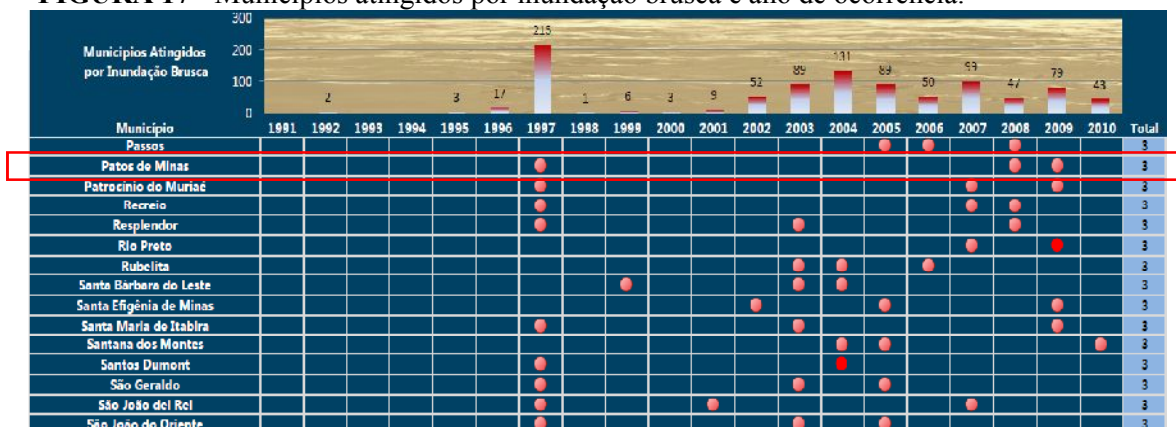 FIGURA 17 - Municípios atingidos por inundação brusca e ano de ocorrência.
300
200
100
0
Municípios Atingidos
por Inundação Brusca
2 3 17 215 1 6 3 9 52 89 131 89 50 99 47 79 43
Município 1991 1992 1993 1994 1995 1996 1997 1998 1999 2000 2001 2002 2003 2004 2005 2006 2007 2008 2009 2010 Total
Passos 3
Patos de Minas 3
Patrocínio do Muriaé 3
Recreio 3
Resplendor 3
Rio Preto 3
Rubelita 3
Santa Bárbara do Leste 3
Santa Efigênia de Minas 3
Santa Maria de Itabira 3
Santana dos Montes 3
Santos Dumont 3
São Geraldo 3
São João del Rei 3
São João do Oriente 3